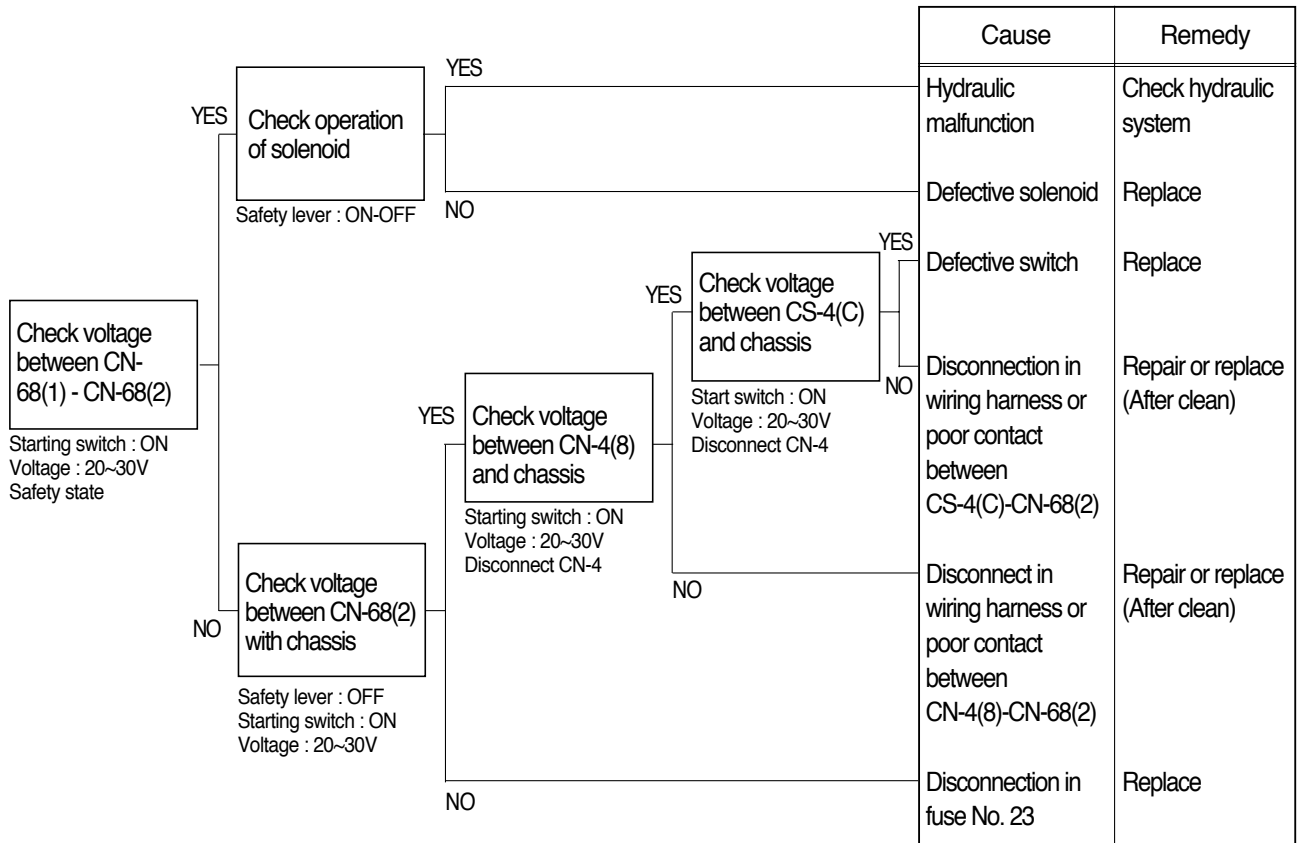 Cause
Remedy
YES
Hydraulic
malfunction
Check hydraulic
system
YES
Check operation
of solenoid
Safety lever : ON-OFF
NO
Defective solenoid
Replace
YES
Defective switch
Replace
YES
Check voltage
between CS-4(C)
and chassis
Start switch : ON
Voltage : 20~30V
Disconnect CN-4
NO
Disconnection in
wiring harness or
poor contact
between
CS-4(C)-CN-68(2)
Repair or replace
(After clean)
Check voltage
between CN-
68(1) - CN-68(2)
Starting switch : ON
Voltage : 20~30V
Safety state
YES
Check voltage
between CN-4(8)
and chassis
Starting switch : ON
Voltage : 20~30V
Disconnect CN-4
NO
Disconnect in
wiring harness or
poor contact
between
CN-4(8)-CN-68(2)
Repair or replace
(After clean)
NO
Check voltage
between CN-68(2)
with chassis
Safety lever : OFF
Starting switch : ON
Voltage : 20~30V
NO
Disconnection in
fuse No. 23
Replace